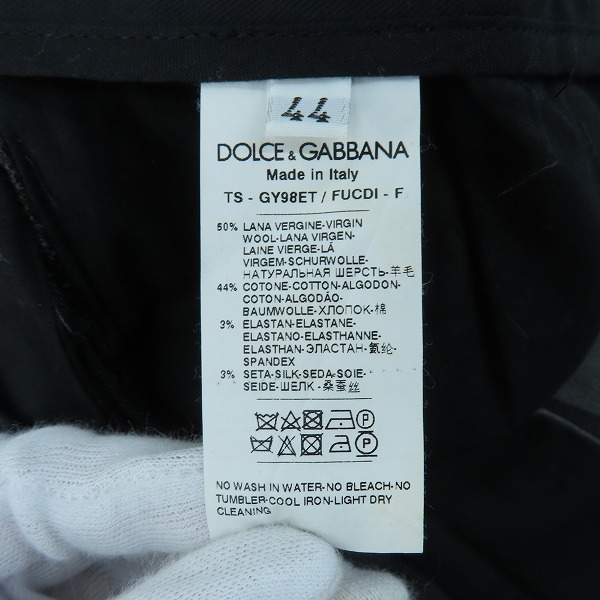 44
DOLCE & GABBANA
Made in Italy
TS - GY98ET / FUCDI - F
50% LANA VERGINE-VIRGIN
WOOL-LANA VIRGEN-
LAINE VIERGE-LÃ
VIRGEM-SCHURWOLLE-
НАТУРАЛЬНАЯ ШЕРСТЬ-羊毛
44% COTONE-COTTON-ALGODON-
COTON-ALGODÃO-
BAUMWOLLE-ХЛОПОК-棉
3% ELASTAN-ELASTANE-
ELASTANO-ELASTHANNE-
ELASTHAN-ЭЛАСТАН-氨纶-
SPANDEX
3% SETA-SILK-SEDA-SOIE-
SEIDE-ШЕЛК-桑蚕丝
P
P
NO WASH IN WATER-NO BLEACH-NO
TUMBLER-COOL IRON-LIGHT DRY
CLEANING